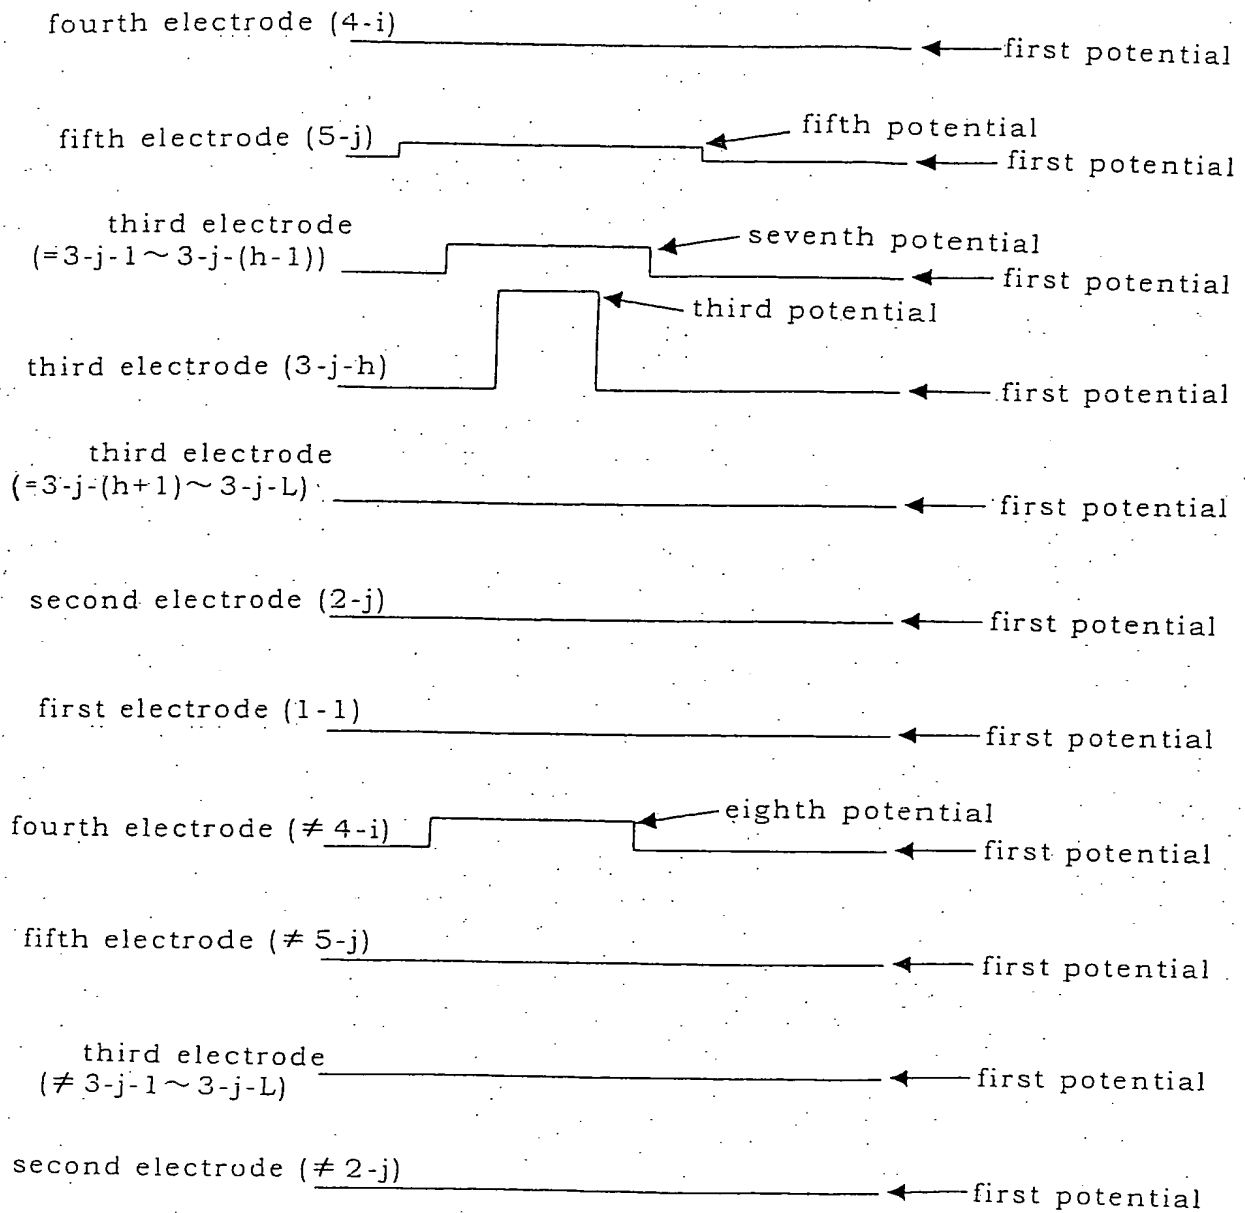 fourth electrode (4-i)
first potential
fifth electrode (5-j)
fifth potential
first potential
third electrode
(=3-j-1~3-j-(h-1))
seventh potential
first potential
third potential
third electrode (3-j-h)
first potential
third electrode
(=3-j-(h+1)~3-j-L)
first potential
second electrode (2-j)
first potential
first electrode (1-1)
first potential
eighth potential
fourth electrode (≠ 4-i)
first potential
fifth electrode (≠ 5-j)
first potential
third electrode
(≠ 3-j-1~3-j-L)
first potential
second electrode (≠ 2-j)
first potential